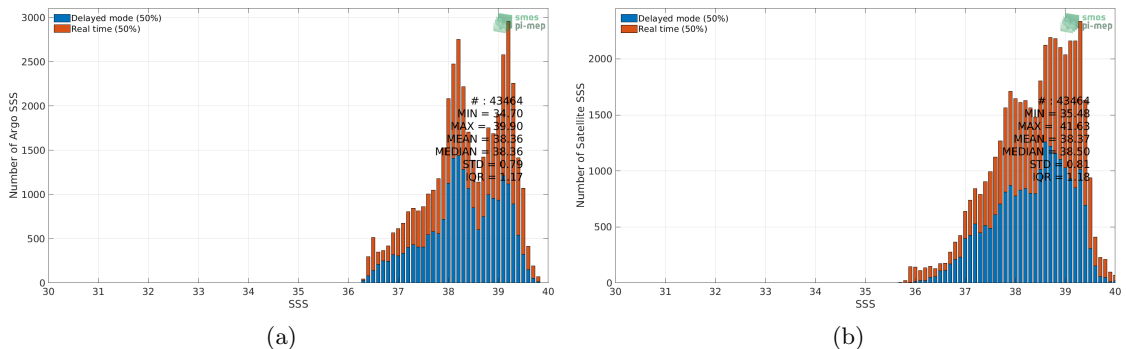 Delayed mode (50%)
Real time (50%)
smos
pi-mep
3000
2500
2000
1500
1000
500
0
Number of Argo SSS
# : 43464
MIN = 34.70
MAX = 39.90
MEAN = 38.36
MEDIAN = 38.36
STD = 0.79
IQR = 1.17
30 31 32 33 34 35 36 37 38 39 40
SSS
(a)
Delayed mode (50%)
Real time (50%)
smos
pi-mep
2000
1500
1000
500
0
Number of Satellite SSS
# : 43464
MIN = 35.48
MAX = 41.63
MEAN = 38.37
MEDIAN = 38.50
STD = 0.81
IQR = 1.18
30 31 32 33 34 35 36 37 38 39 40
SSS
(b)